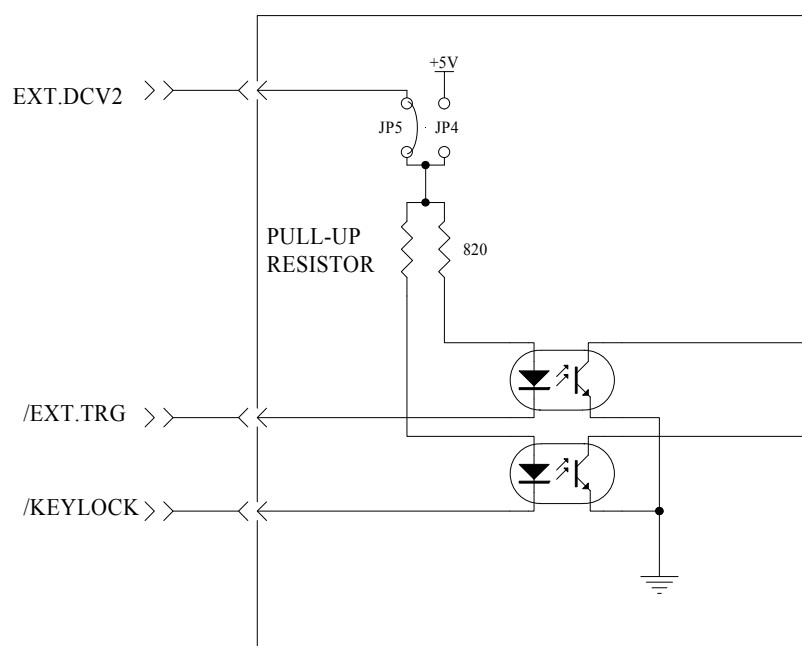 +5V
EXT.DCV2
JP5
JP4
PULL-UP
RESISTOR
820
/EXT.TRG
/KEYLOCK